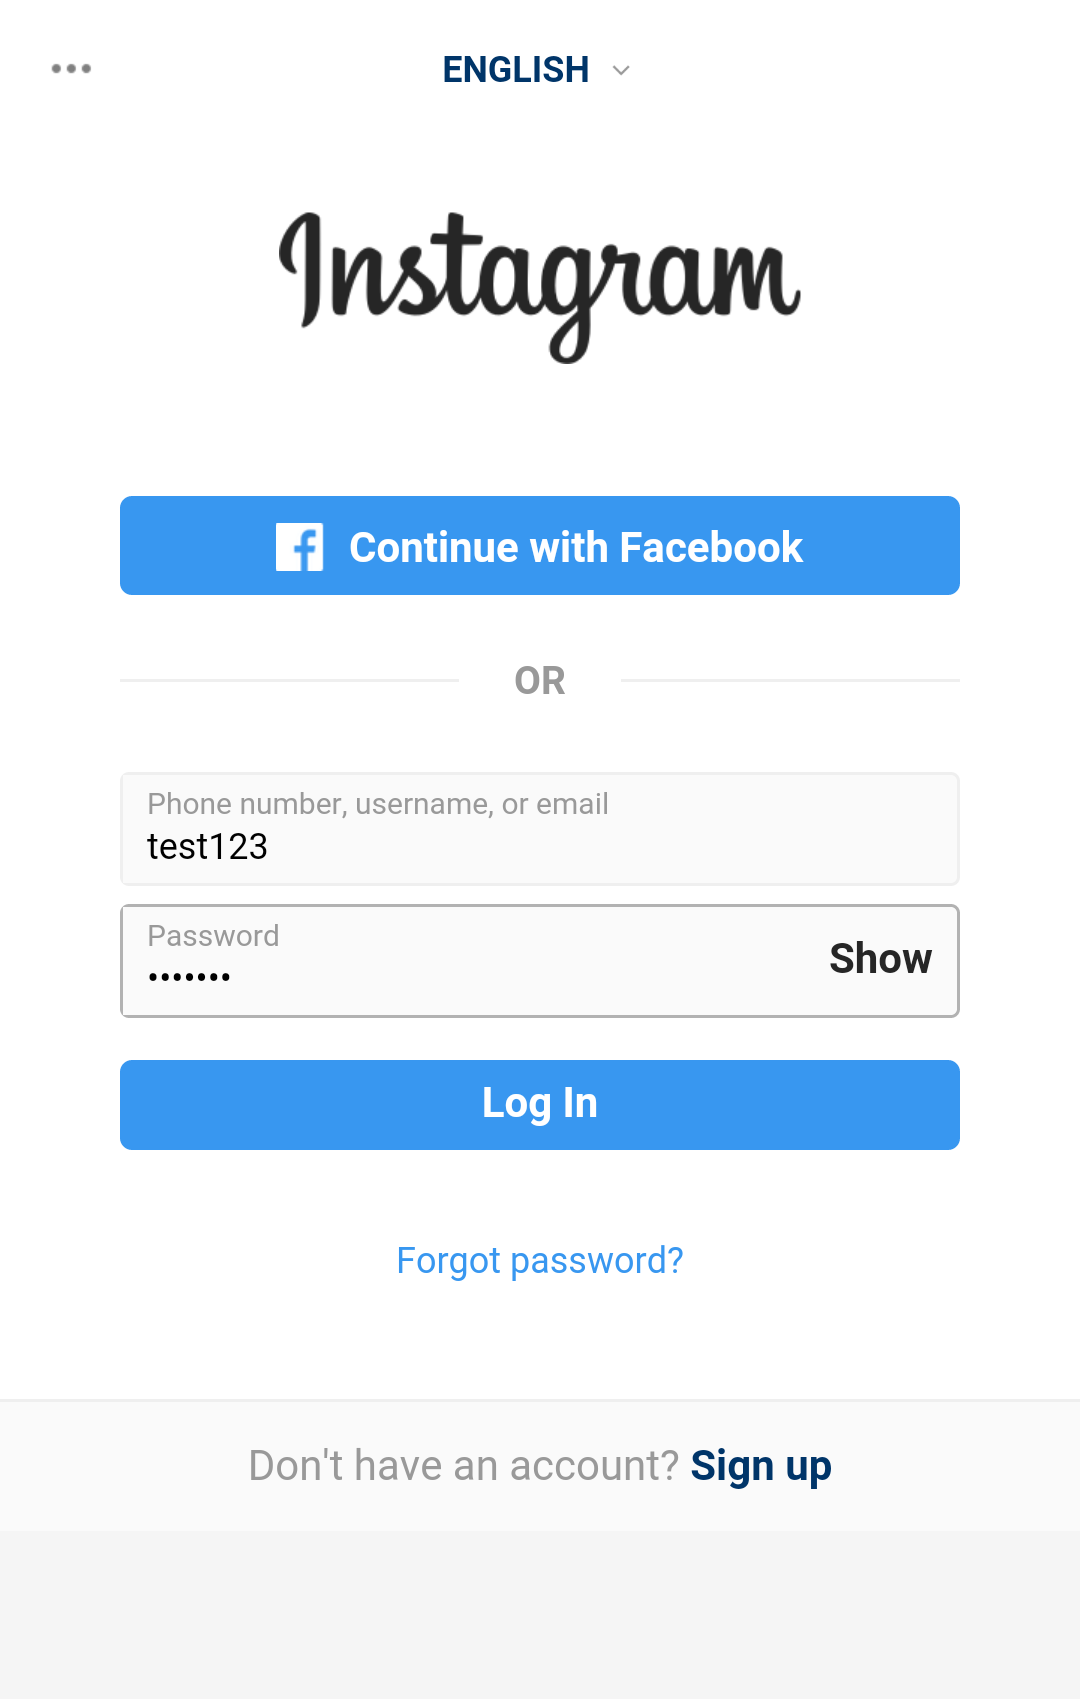 ENGLISH
Instagram
Continue with Facebook
OR
Phone number, username, or email
test123
Password
•••••••
Show
Log In
Forgot password?
Don't have an account? Sign up